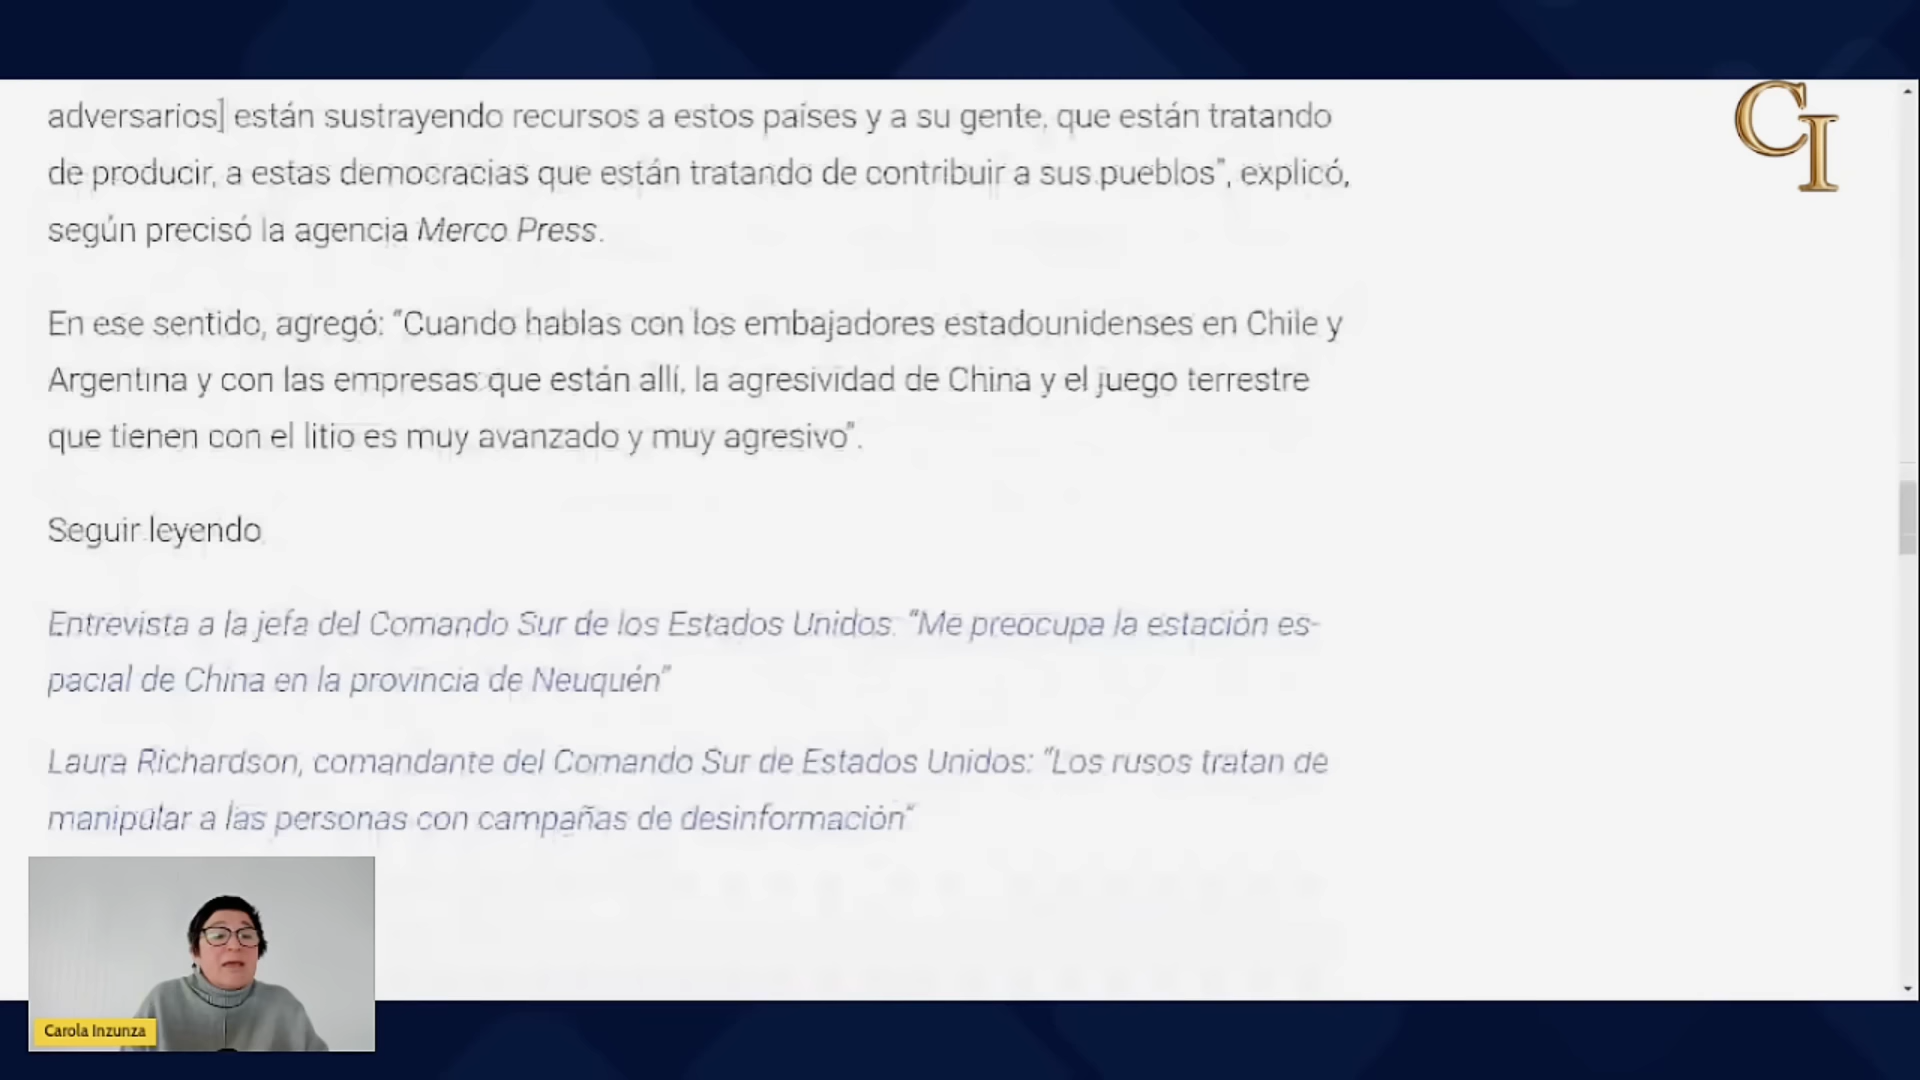 adversarios] están sustrayendo recursos a estos países y a su gente, que están tratando
de producir, a estas democracias que están tratando de contribuir a sus pueblos”, explicó,
según precisó la agencia Merco Press.
En ese sentido, agregó: “Cuando hablas con los embajadores estadounidenses en Chile y
Argentina y con las empresas que están allí, la agresividad de China y el juego terrestre
que tienen con el litio es muy avanzado y muy agresivo”.
Seguir leyendo
Entrevista a la jefa del Comando Sur de los Estados Unidos: “Me preocupa la estación es-
pacial de China en la provincia de Neuquén”
Laura Richardson, comandante del Comando Sur de Estados Unidos: “Los rusos tratan de
manipular a las personas con campañas de desinformación”
CI
Carola Inzunza